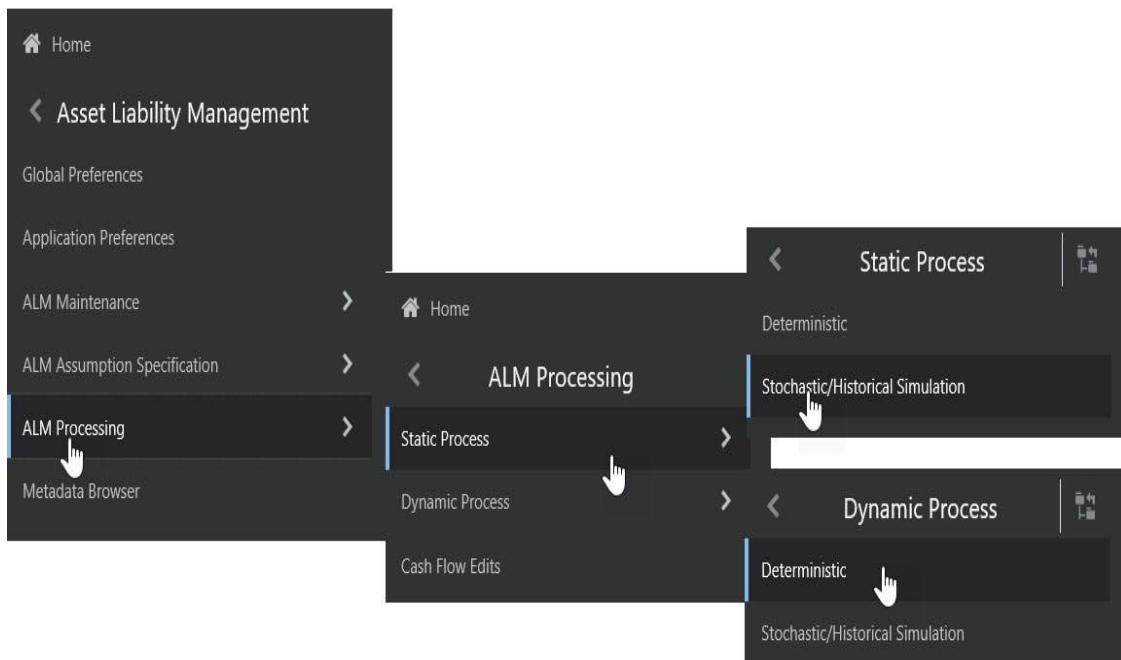 Home
Asset Liability Management
Global Preferences
Application Preferences
ALM Maintenance
ALM Assumption Specification
ALM Processing
Metadata Browser
Home
ALM Processing
Static Process
Dynamic Process
Cash Flow Edits
Static Process
Deterministic
Stochastic/Historical Simulation
Dynamic Process
Deterministic
Stochastic/Historical Simulation